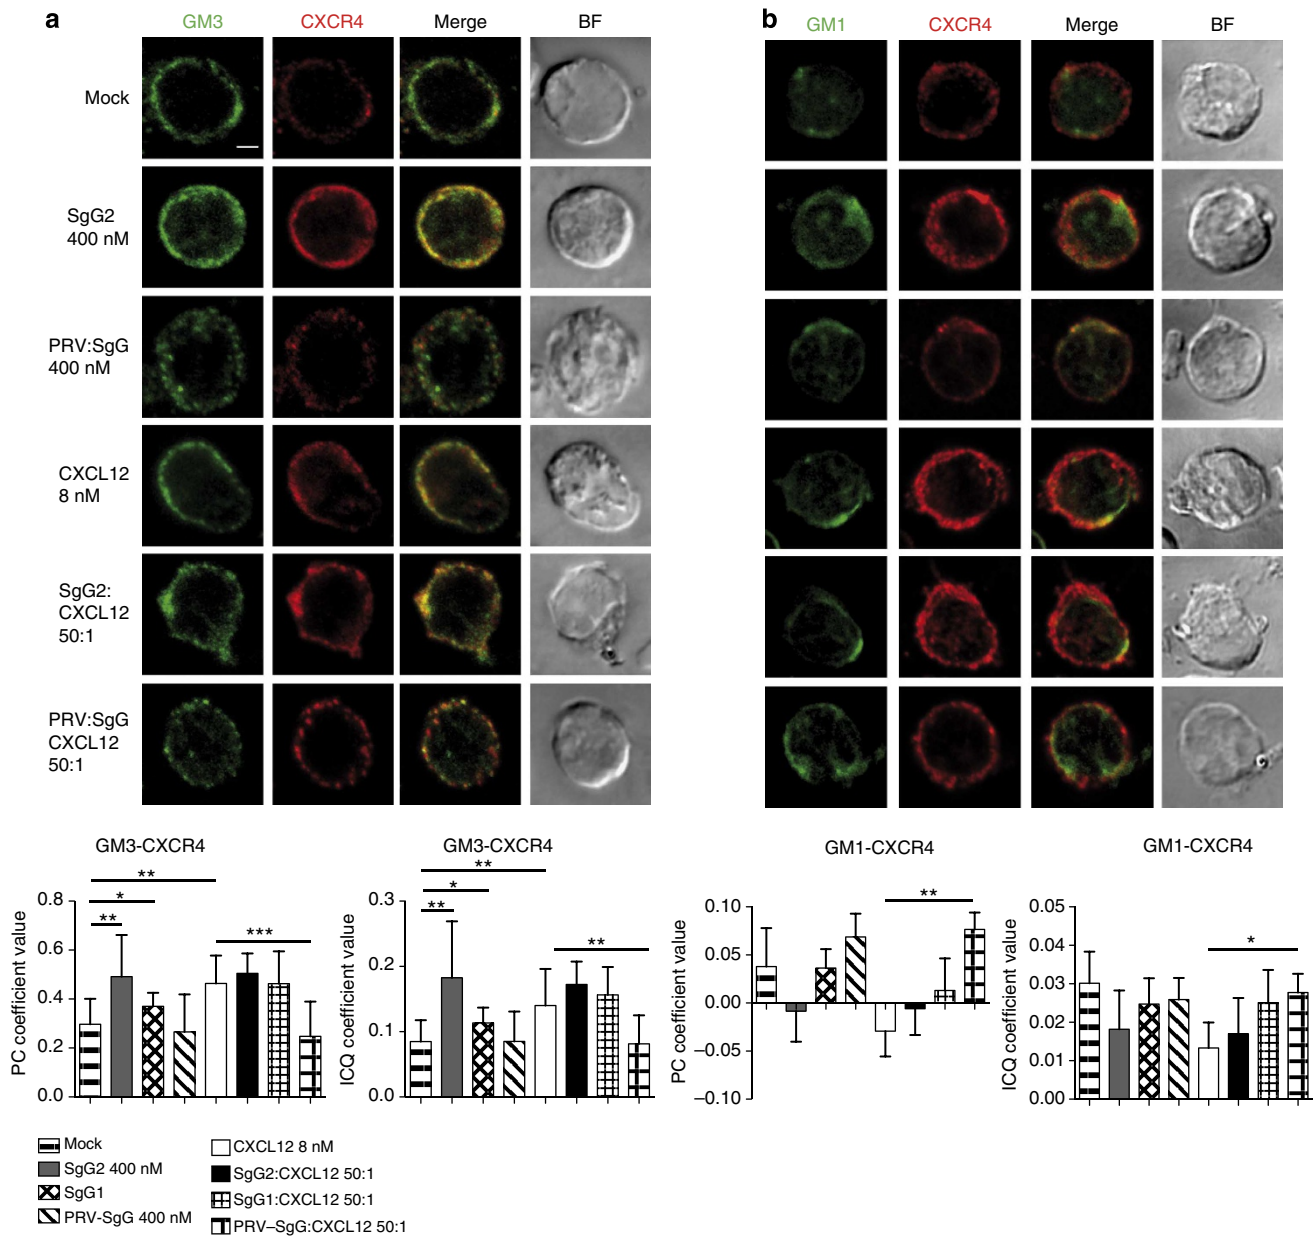 a
GM3 CXCR4 Merge BF
Mock
SgG2
400 nM
PRV:SgG
400 nM
CXCL12
8 nM
SgG2:
CXCL12
50:1
PRV:SgG
CXCL12
50:1
b
GM1 CXCR4 Merge BF
GM3-CXCR4
PC coefficient value
0.8
0.6
0.4
0.2
0.0
**
*
**
***
GM3-CXCR4
ICQ coefficient value
0.3
0.2
0.1
0.0
**
*
**
**
GM1-CXCR4
PC coefficient value
0.10
0.05
0.00
–0.05
–0.10
**
GM1-CXCR4
ICQ coefficient value
0.05
0.04
0.03
0.02
0.01
0.00
*
Mock
SgG2 400 nM
SgG1
PRV-SgG 400 nM
CXCL12 8 nM
SgG2:CXCL12 50:1
SgG1:CXCL12 50:1
PRV–SgG:CXCL12 50:1